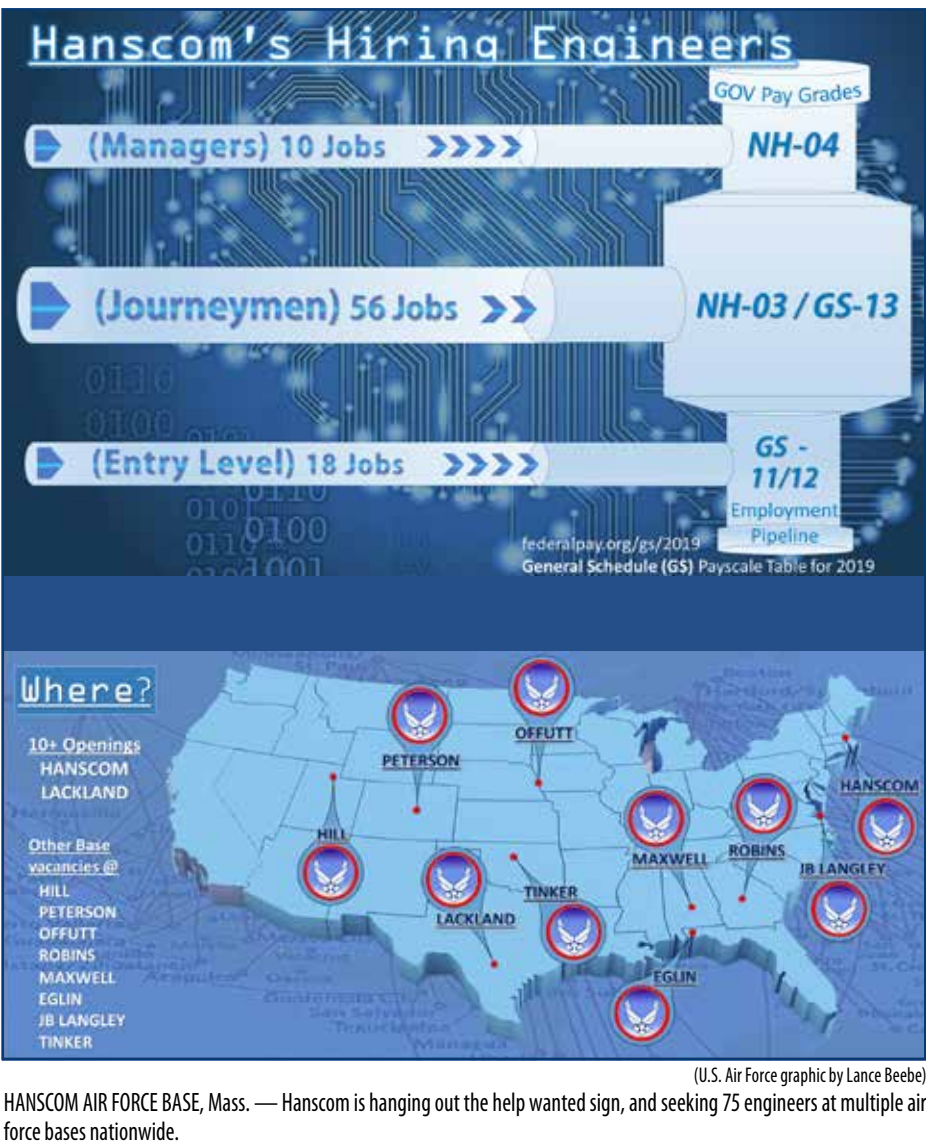 Hanscom's Hiring Engineers
GOV Pay Grades
(Managers) 10 Jobs
NH-04
(Journeymen) 56 Jobs
NH-03 / GS-13
(Entry Level) 18 Jobs
GS -
11/12
Employment
Pipeline
0110
0100
0110
0100
1001
federalpay.org/gs/2019
General Schedule (GS) Payscale Table for 2019
Where?
10+ Openings
HANSCOM
LACKLAND
Other Base
vacancies @
HILL
PETERSON
OFFUTT
ROBINS
MAXWELL
EGLIN
JB LANGLEY
TINKER
OFFUTT
PETERSON
HANSCOM
HILL
MAXWELL
ROBINS
JB LANGLEY
TINKER
LACKLAND
EGLIN
(U.S. Air Force graphic by Lance Beebe)
HANSCOM AIR FORCE BASE, Mass. — Hanscom is hanging out the help wanted sign, and seeking 75 engineers at multiple air
force bases nationwide.